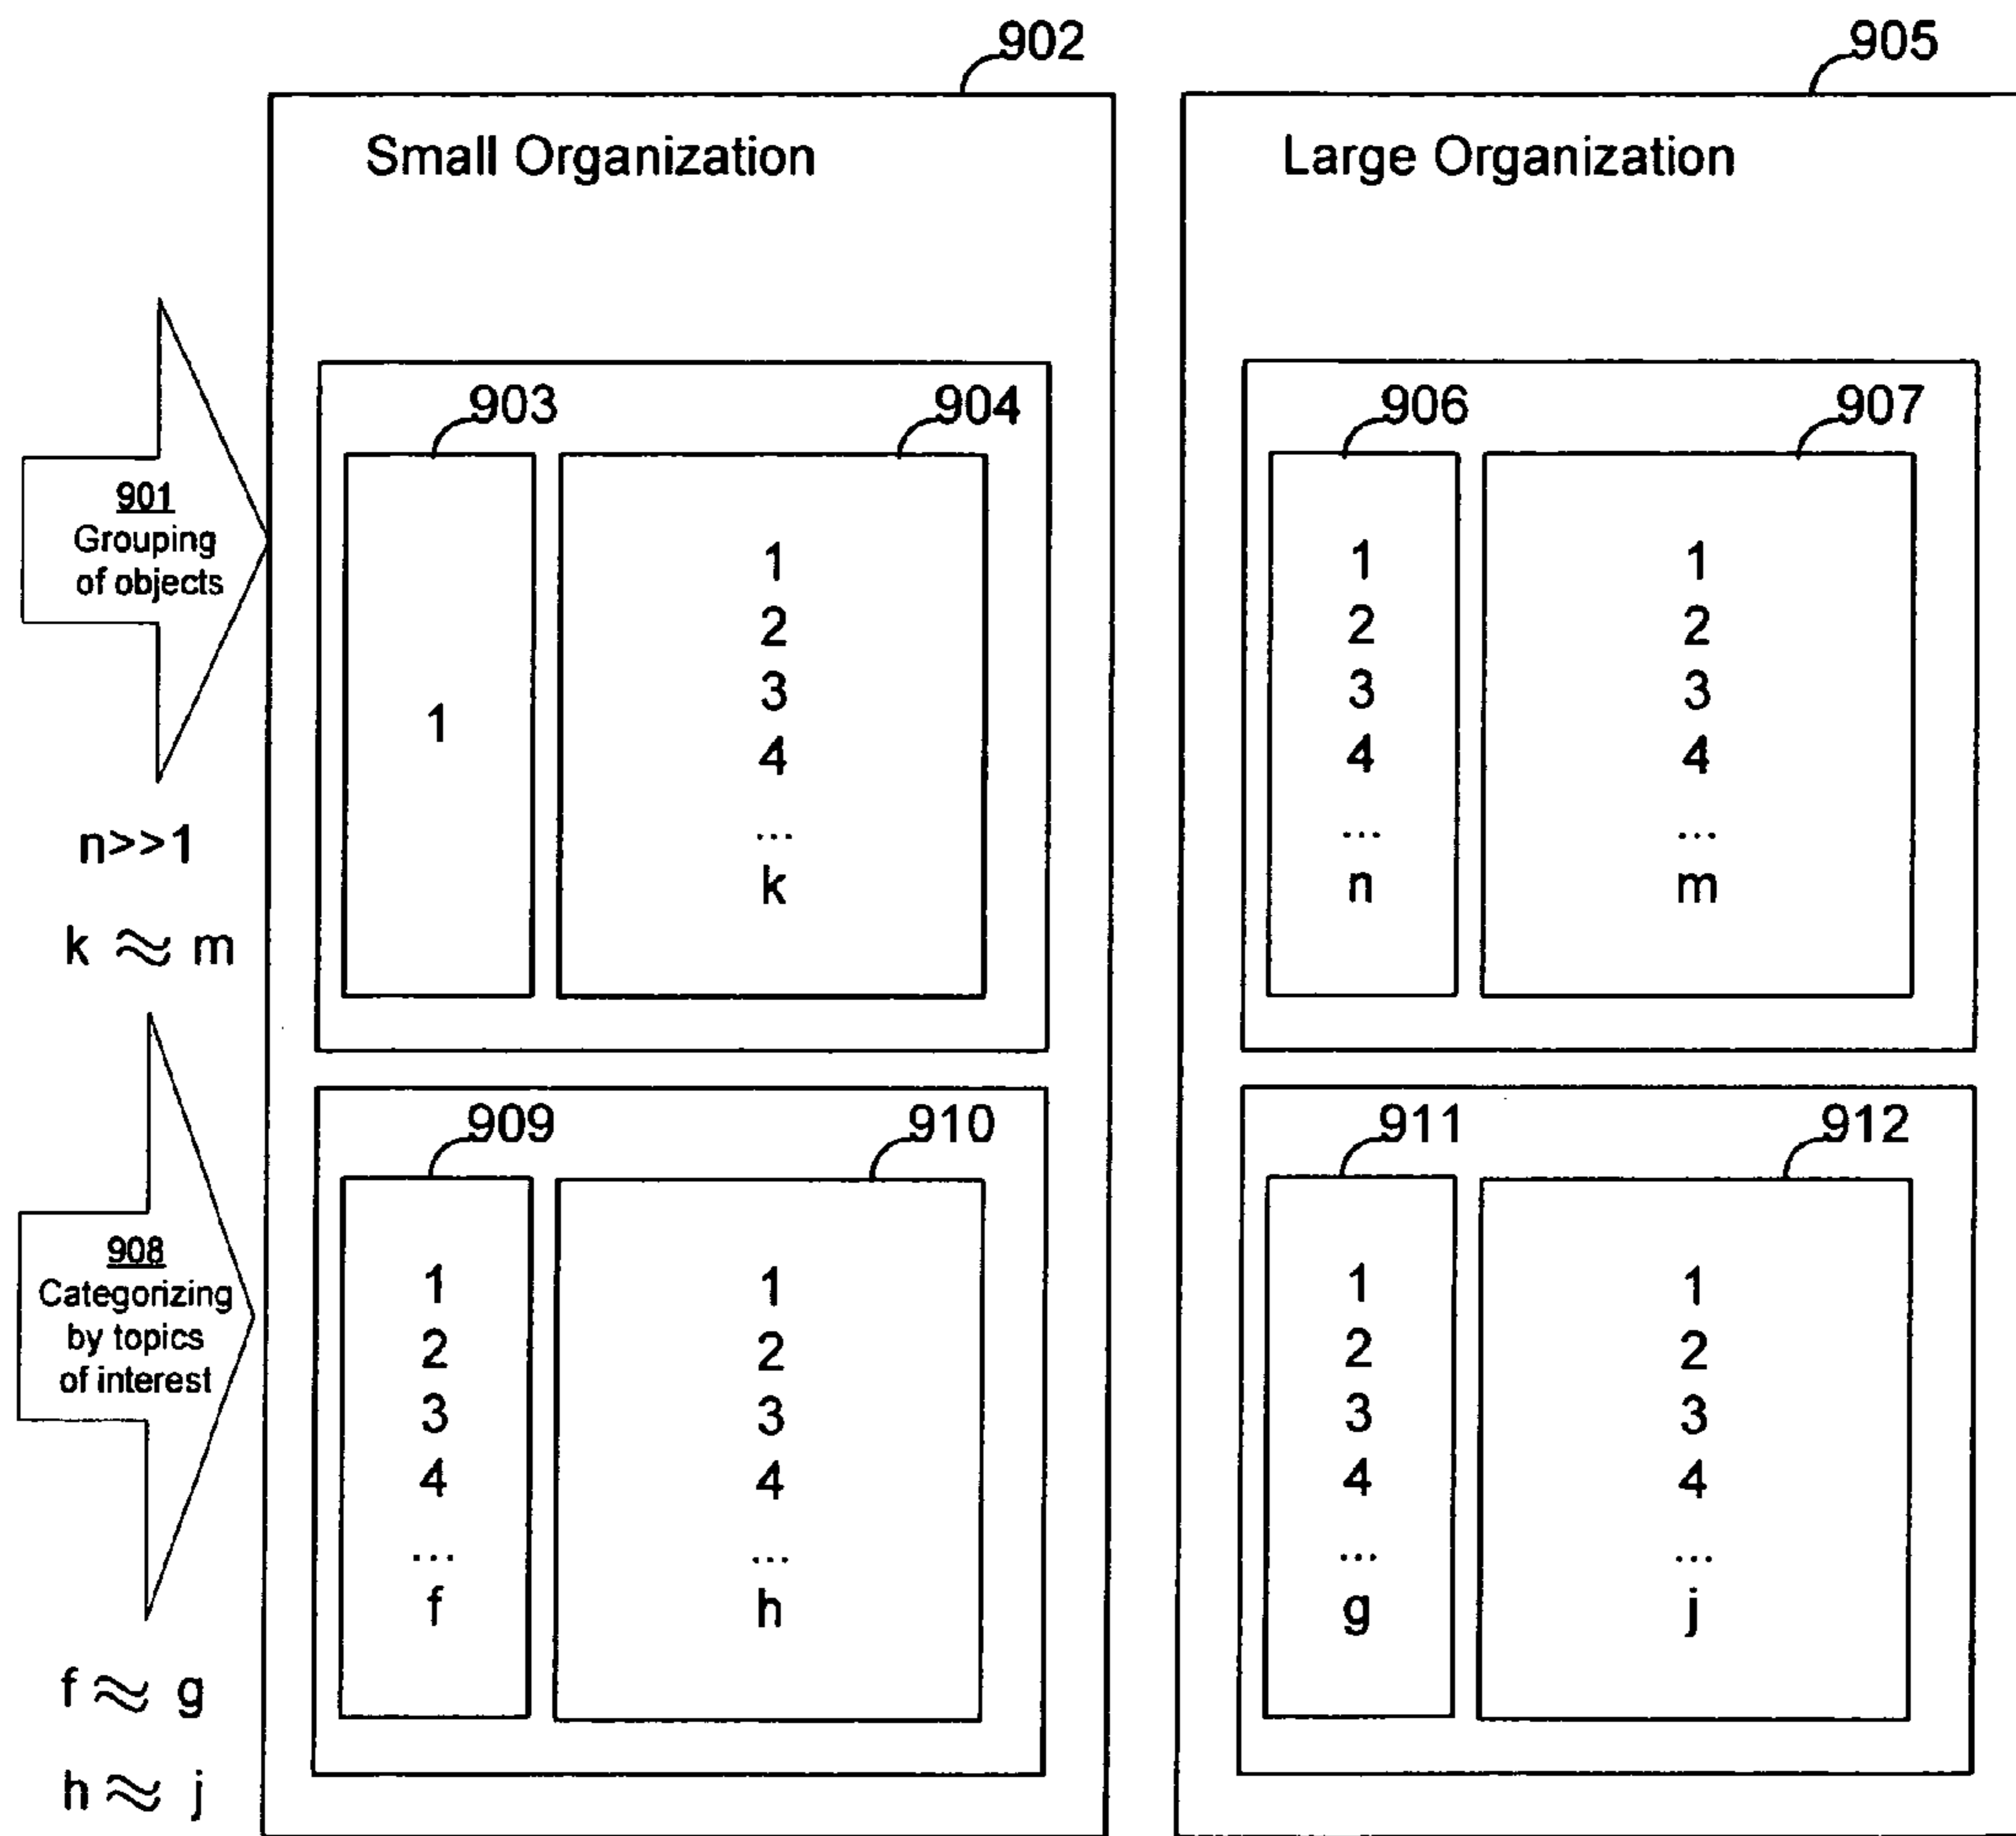 902
905
Small Organization
Large Organization
903
904
906
907
901
Grouping
of objects
1
1
2
3
4
...
k
1
2
3
4
...
n
1
2
3
4
...
m
n>>1
k ≈ m
909
910
911
912
908
Categorizing
by topics
of interest
1
2
3
4
...
f
1
2
3
4
...
h
1
2
3
4
...
g
1
2
3
4
...
j
f ≈ g
h ≈ j